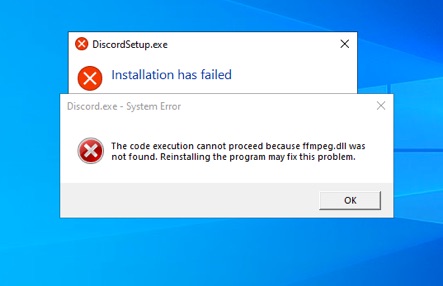 DiscordSetup.exe
Installation has failed
Discord.exe - System Error
The code execution cannot proceed because ffmpeg.dll was
not found. Reinstalling the program may fix this problem.
OK